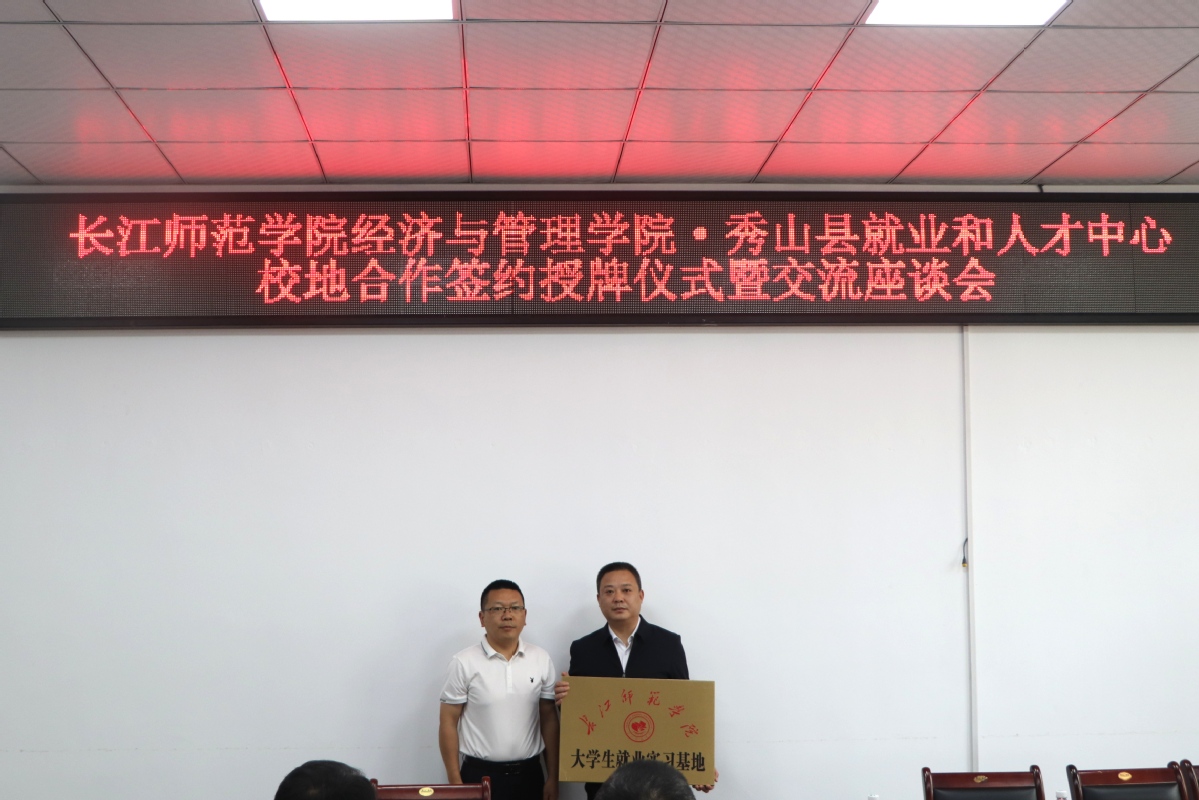 长江师范学院经济与管理学院·秀山县就业和人才中心
校地合作签约授牌仪式暨交流座谈会
长江师范学院
大学生就业实习基地